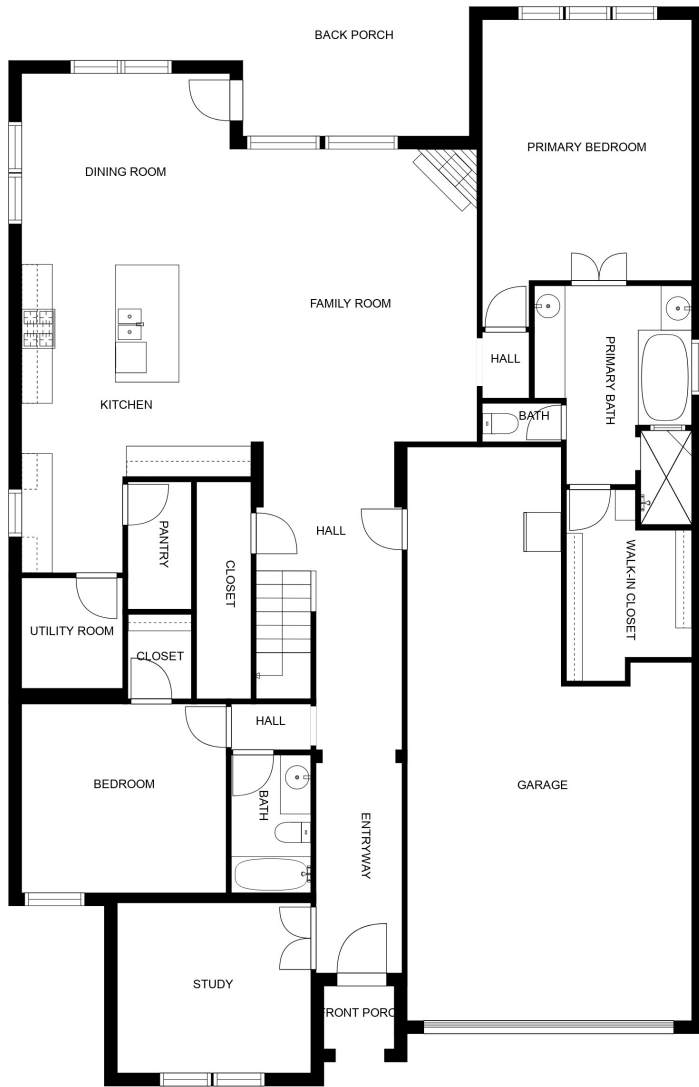 BACK PORCH
PRIMARY BEDROOM
DINING ROOM
FAMILY ROOM
HALL
PRIMARY BATH
KITCHEN
BATH
HALL
PANTRY
CLOSET
WALK-IN CLOSET
UTILITY ROOM
CLOSET
HALL
BEDROOM
BATH
GARAGE
ENTRYWAY
STUDY
FRONT PORC